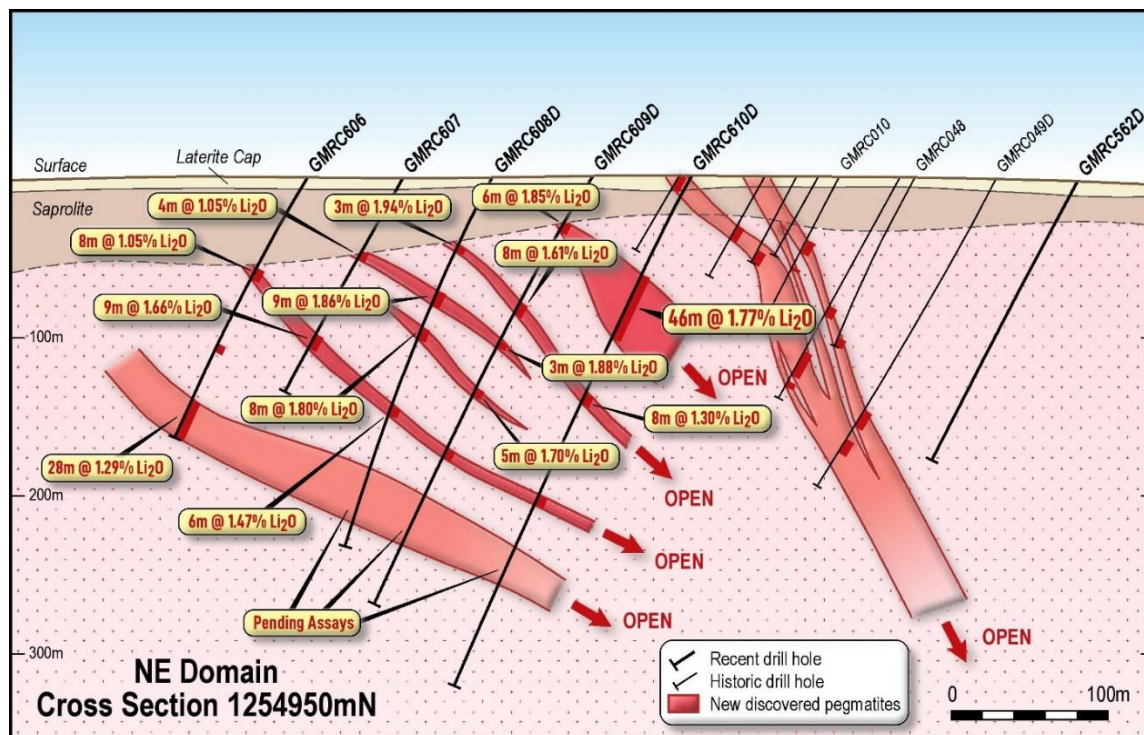 GMRC606
GMRC607
GMRC608D
GMRC609D
GMRC610D
GMRC010
GMRC048
GMRC049D
GMRC562D
Surface
Laterite Cap
Saprolite
4m @ 1.05% Li2O
3m @ 1.94% Li2O
6m @ 1.85% Li2O
8m @ 1.05% Li2O
8m @ 1.61% Li2O
9m @ 1.66% Li2O
9m @ 1.86% Li2O
46m @ 1.77% Li2O
-100m
3m @ 1.88% Li2O
OPEN
8m @ 1.80% Li2O
8m @ 1.30% Li2O
28m @ 1.29% Li2O
5m @ 1.70% Li2O
-200m
OPEN
6m @ 1.47% Li2O
OPEN
Pending Assays
OPEN
OPEN
-300m
NE Domain
Cross Section 1254950mN
Recent drill hole
Historic drill hole
New discovered pegmatites
0 100m